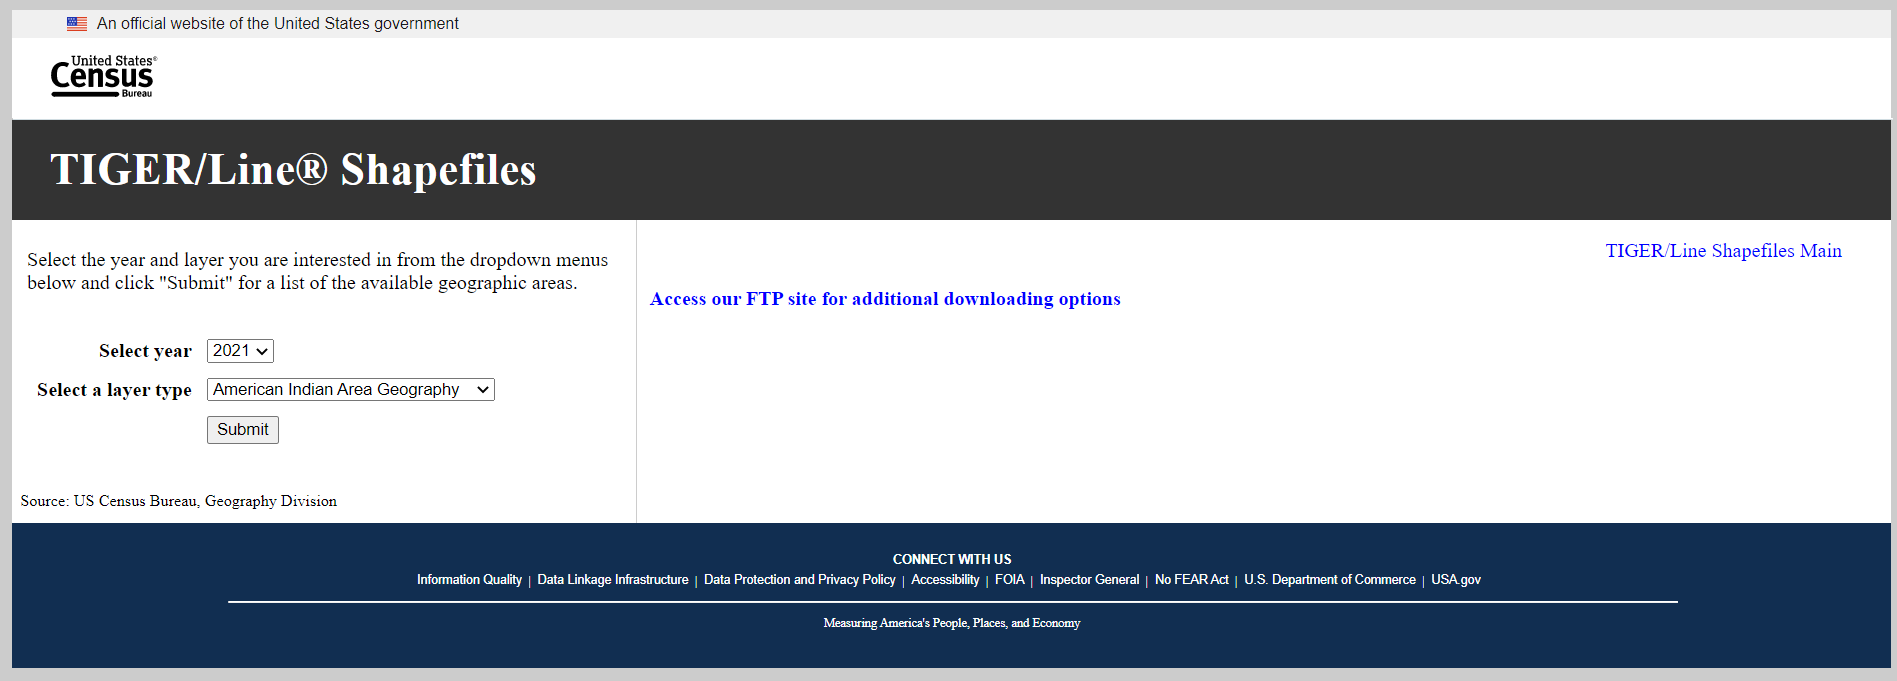 An official website of the United States government
United States®
Census
Bureau
TIGER/Line® Shapefiles
Select the year and layer you are interested in from the dropdown menus
below and click "Submit" for a list of the available geographic areas.
Select year 2021
Select a layer type American Indian Area Geography
Submit
Source: US Census Bureau, Geography Division
TIGER/Line Shapefiles Main
Access our FTP site for additional downloading options
CONNECT WITH US
Information Quality | Data Linkage Infrastructure | Data Protection and Privacy Policy | Accessibility | FOIA | Inspector General | No FEAR Act | U.S. Department of Commerce | USA.gov
Measuring America's People, Places, and Economy